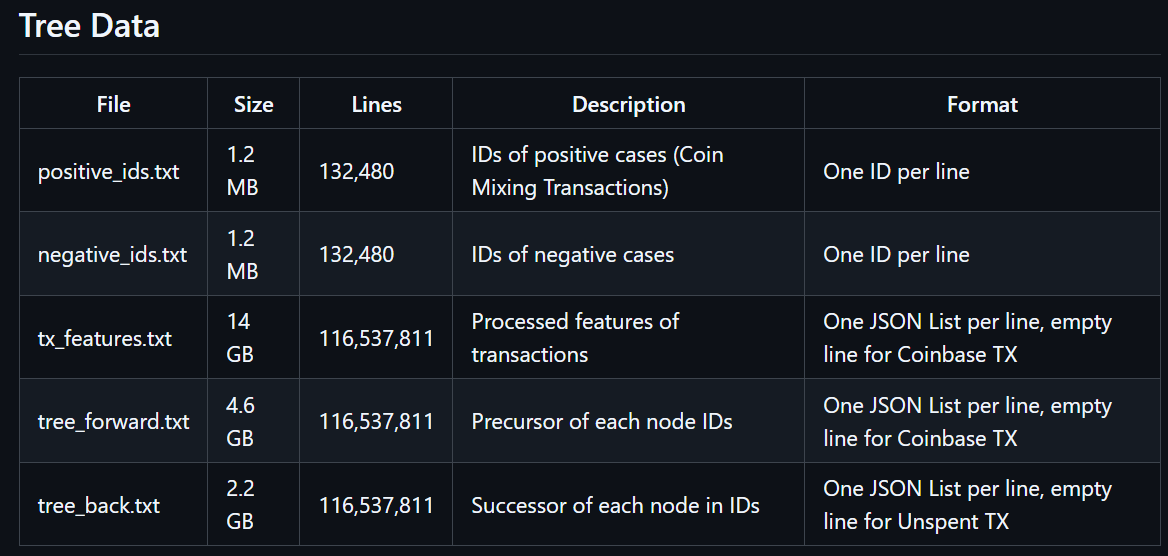 Tree Data
File Size Lines Description Format
positive_ids.txt 1.2 MB 132,480 IDs of positive cases (Coin Mixing Transactions) One ID per line
negative_ids.txt 1.2 MB 132,480 IDs of negative cases One ID per line
tx_features.txt 14 GB 116,537,811 Processed features of transactions One JSON List per line, empty line for Coinbase TX
tree_forward.txt 4.6 GB 116,537,811 Precursor of each node IDs One JSON List per line, empty line for Coinbase TX
tree_back.txt 2.2 GB 116,537,811 Successor of each node in IDs One JSON List per line, empty line for Unspent TX